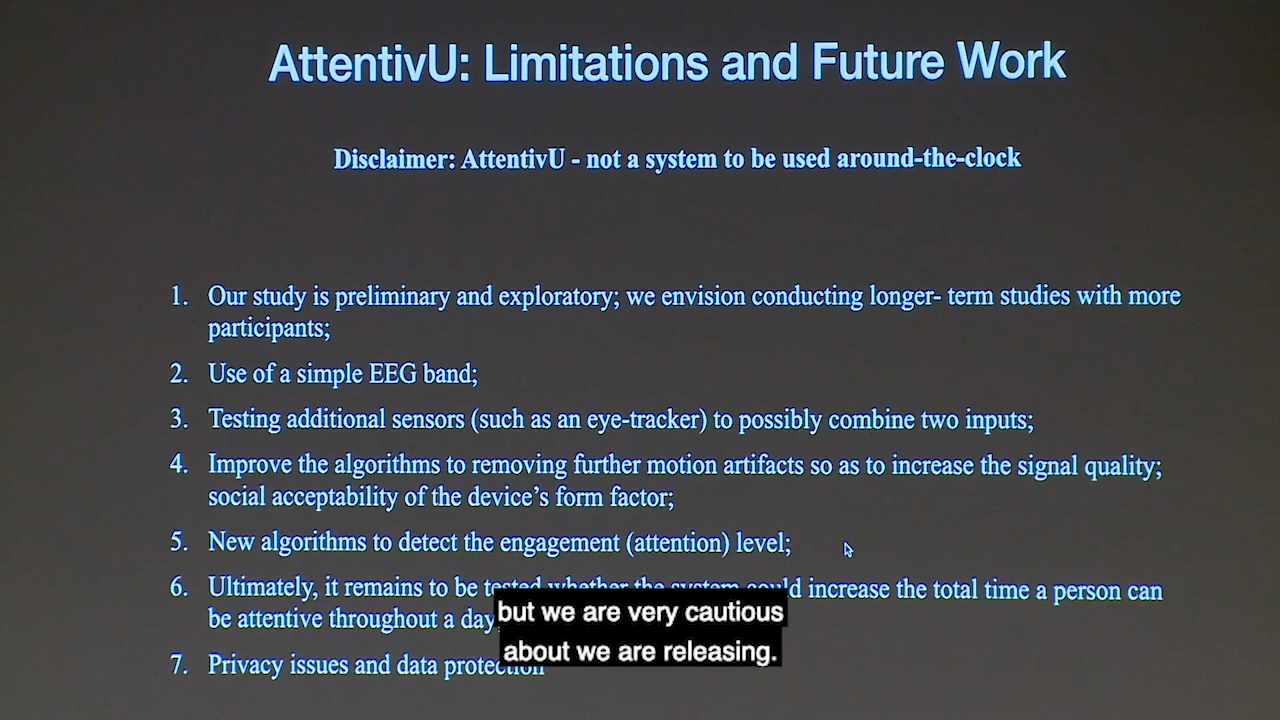 AttentivU: Limitations and Future Work
Disclaimer: AttentivU - not a system to be used around-the-clock
1. Our study is preliminary and exploratory; we envision conducting longer- term studies with more
participants;
2. Use of a simple EEG band;
3. Testing additional sensors (such as an eye-tracker) to possibly combine two inputs;
4. Improve the algorithms to removing further motion artifacts so as to increase the signal quality;
social acceptability of the device's form factor;
5. New algorithms to detect the engagement (attention) level;
6. Ultimately, it remains to be tested whether the system could increase the total time a person can
be attentive throughout a day
7. Privacy issues and data protection
but we are very cautious
about we are releasing.